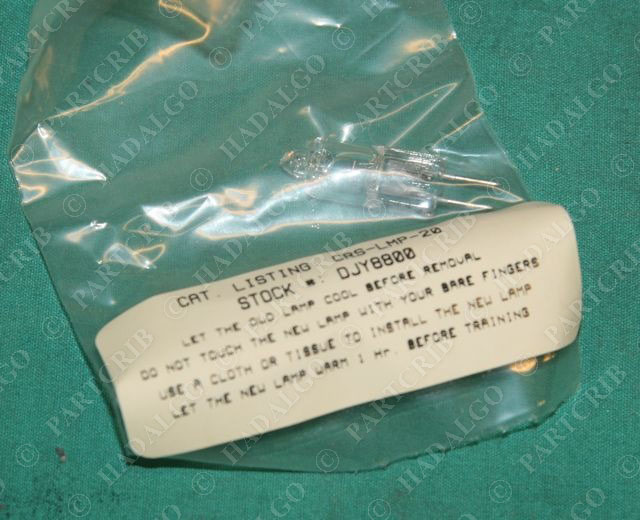 CAT. LISTING: CRS-LMP-20
STOCK #: DJY8800
LET THE OLD LAMP COOL BEFORE REMOVAL
DO NOT TOUCH THE NEW LAMP WITH YOUR BARE FINGERS
USE A CLOTH OR TISSUE TO INSTALL THE NEW LAMP
LET THE NEW LAMP WARM 1 Hr. BEFORE TRAINING
© PARTCRIB
© HADALGO